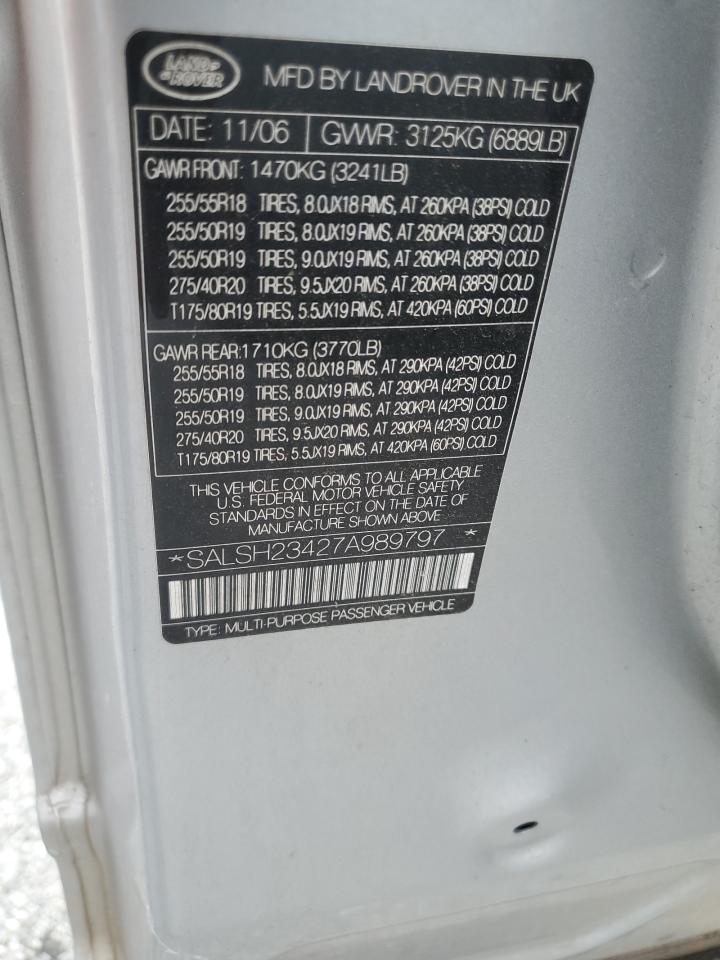 LAND ROVER
MFD BY LANDROVER IN THE UK
DATE: 11/06 GVWR: 3125KG (6889LB)
GAWR FRONT: 1470KG (3241LB)
255/55R18 TIRES, 8.0JX18 RIMS, AT 260KPA (38PSI) COLD
255/50R19 TIRES, 8.0JX19 RIMS, AT 260KPA (38PSI) COLD
255/50R19 TIRES, 9.0JX19 RIMS, AT 260KPA (38PSI) COLD
275/40R20 TIRES, 9.5JX20 RIMS, AT 260KPA (38PSI) COLD
T175/80R19 TIRES, 5.5JX19 RIMS, AT 420KPA (60PSI) COLD
GAWR REAR:1710KG (3770LB)
255/55R18 TIRES, 8.0JX18 RIMS, AT 290KPA (42PSI) COLD
255/50R19 TIRES, 8.0JX19 RIMS, AT 290KPA (42PSI) COLD
255/50R19 TIRES, 9.0JX19 RIMS, AT 290KPA (42PSI) COLD
275/40R20 TIRES, 9.5JX20 RIMS, AT 290KPA (42PSI) COLD
T175/80R19 TIRES, 5.5JX19 RIMS, AT 420KPA (60PSI) COLD
THIS VEHICLE CONFORMS TO ALL APPLICABLE
U.S. FEDERAL MOTOR VEHICLE SAFETY
STANDARDS IN EFFECT ON THE DATE OF
MANUFACTURE SHOWN ABOVE
*SALSH23427A989797 *
TYPE: MULTI-PURPOSE PASSENGER VEHICLE